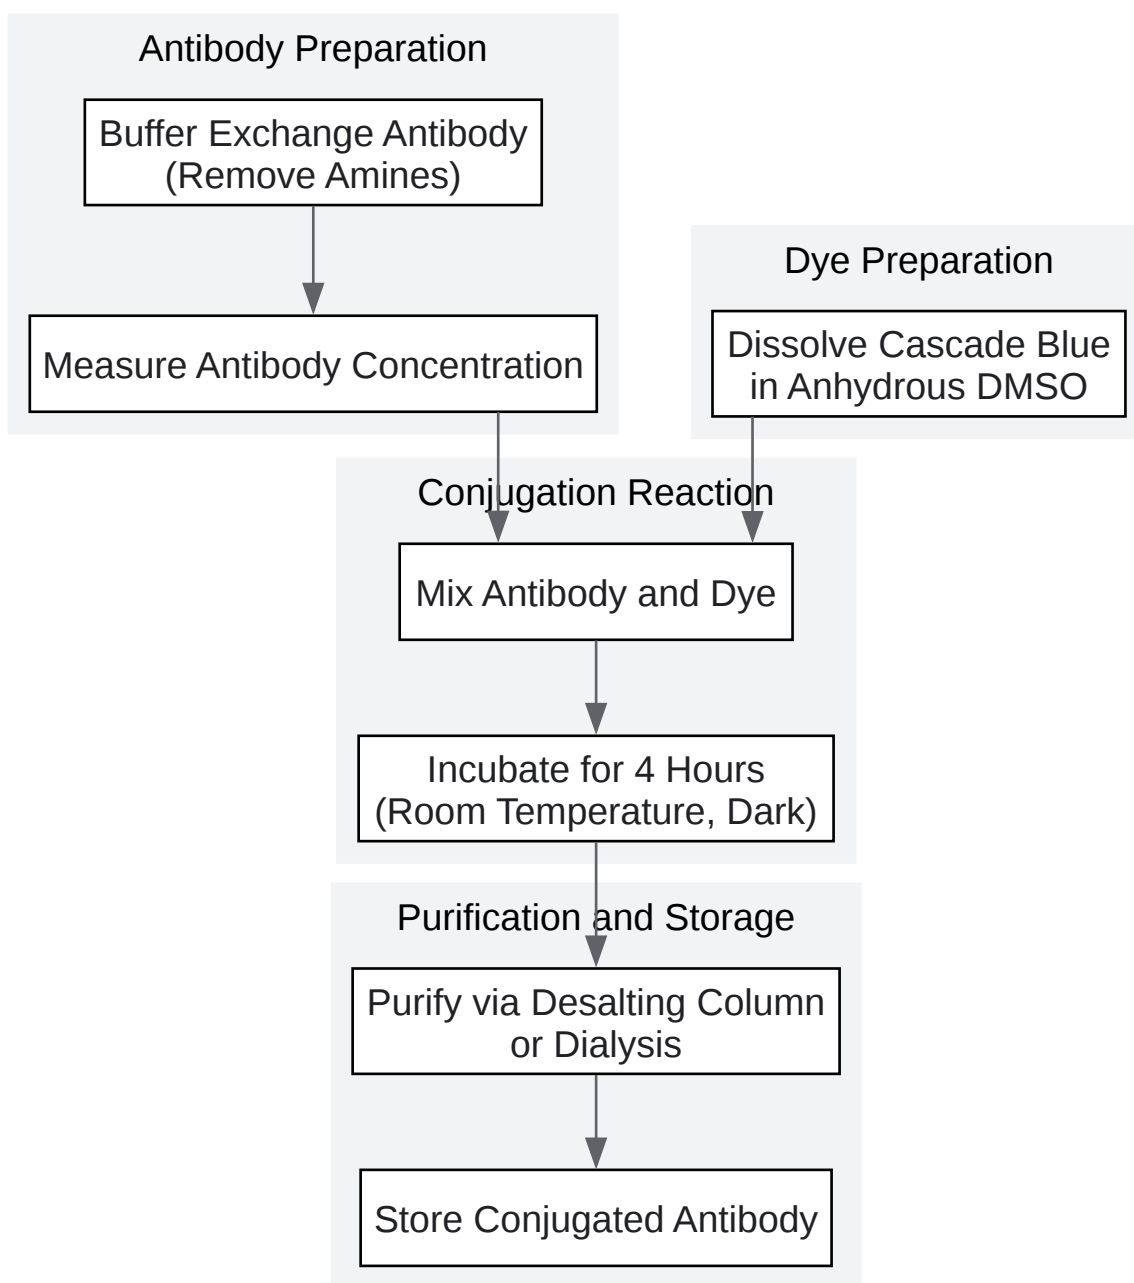 Antibody Preparation
Buffer Exchange Antibody
(Remove Amines)
Measure Antibody Concentration
Dye Preparation
Dissolve Cascade Blue
in Anhydrous DMSO
Conjugation Reaction
Mix Antibody and Dye
Incubate for 4 Hours
(Room Temperature, Dark)
Purification and Storage
Purify via Desalting Column
or Dialysis
Store Conjugated Antibody